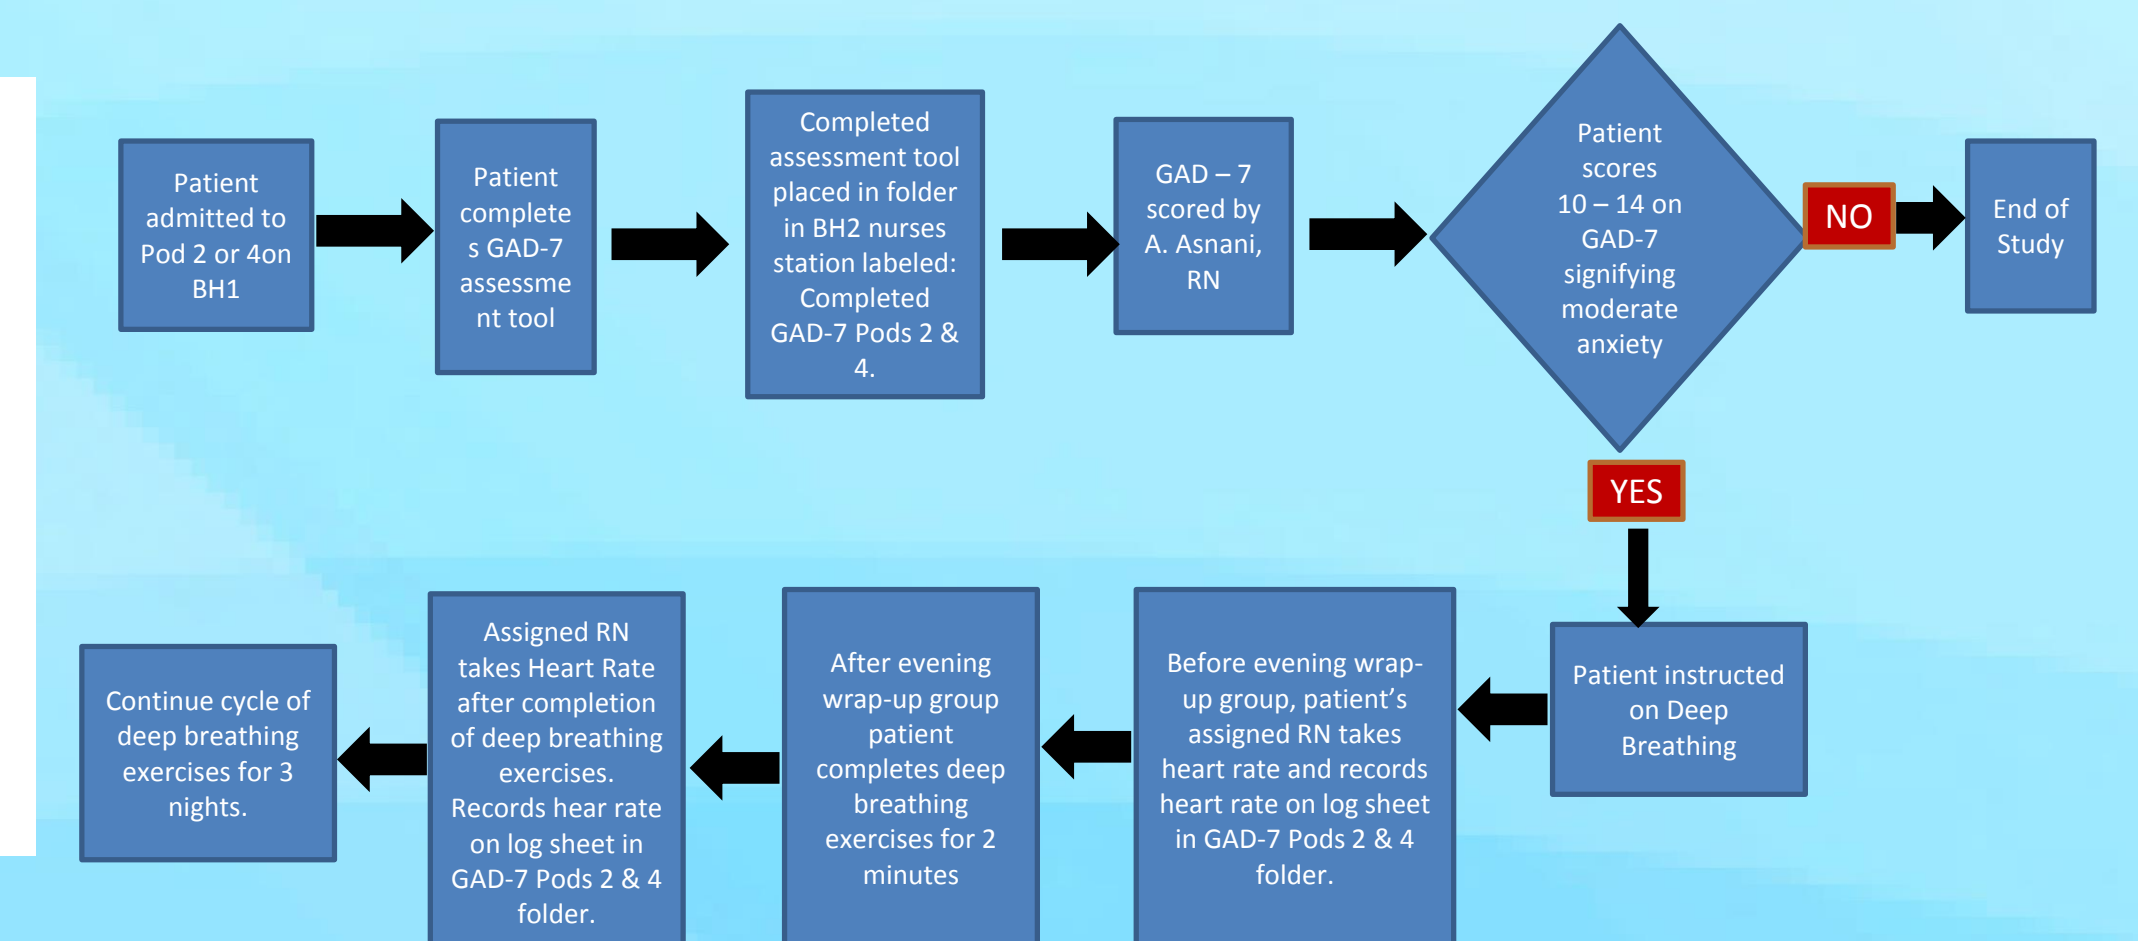 Patient
admitted to
Pod 2 or 4on
BH1
Patient
complete
s GAD-7
assessme
nt tool
Completed
assessment tool
placed in folder
in BH2 nurses
station labeled:
Completed
GAD-7 Pods 2 &
4.
GAD – 7
scored by
A. Asnani,
RN
Patient
scores
10 – 14 on
GAD-7
signifying
moderate
anxiety
NO
End of
Study
YES
Patient instructed
on Deep
Breathing
Before evening wrap-
up group, patient’s
assigned RN takes
heart rate and records
heart rate on log sheet
in GAD-7 Pods 2 & 4
folder.
After evening
wrap-up group
patient
completes deep
breathing
exercises for 2
minutes
Assigned RN
takes Heart Rate
after completion
of deep breathing
exercises.
Records hear rate
on log sheet in
GAD-7 Pods 2 & 4
folder.
Continue cycle of
deep breathing
exercises for 3
nights.